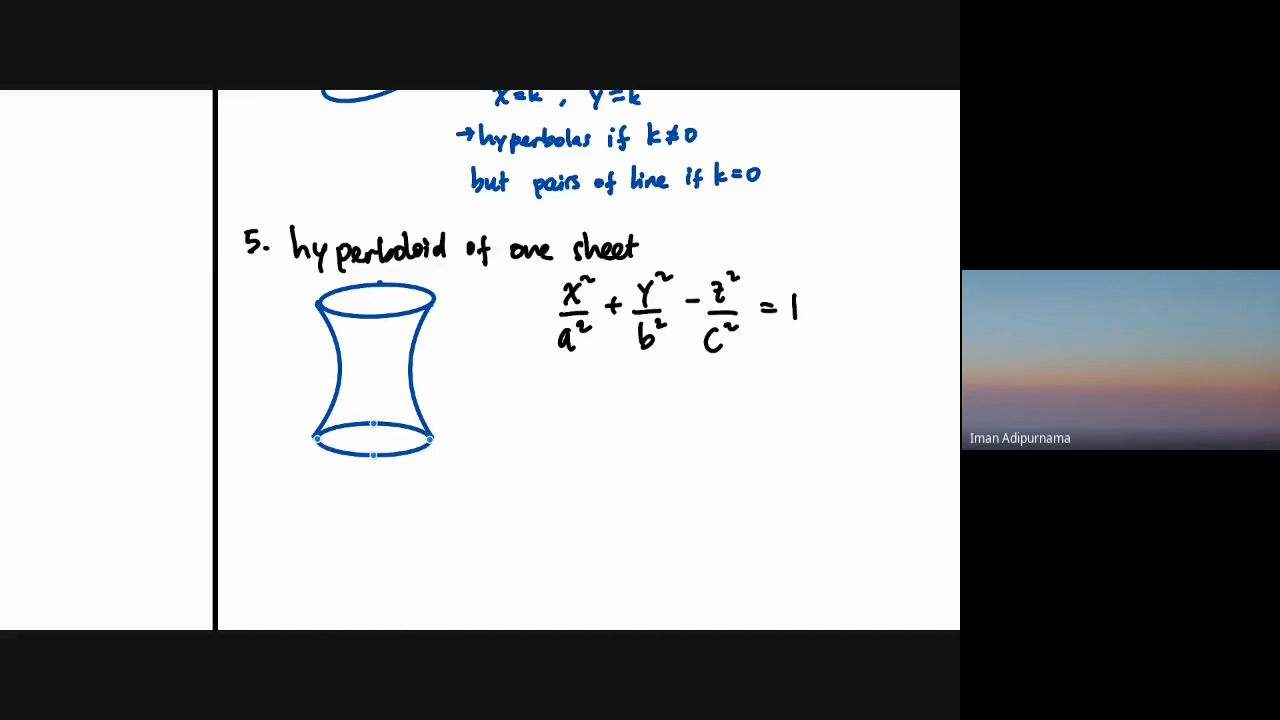 x=k , y=k
→hyperbolas if k≠0
but pairs of line if k=0
5. hyperboloid of one sheet
x²/a² + y²/b² - z²/c² = 1
Iman Adipurnama